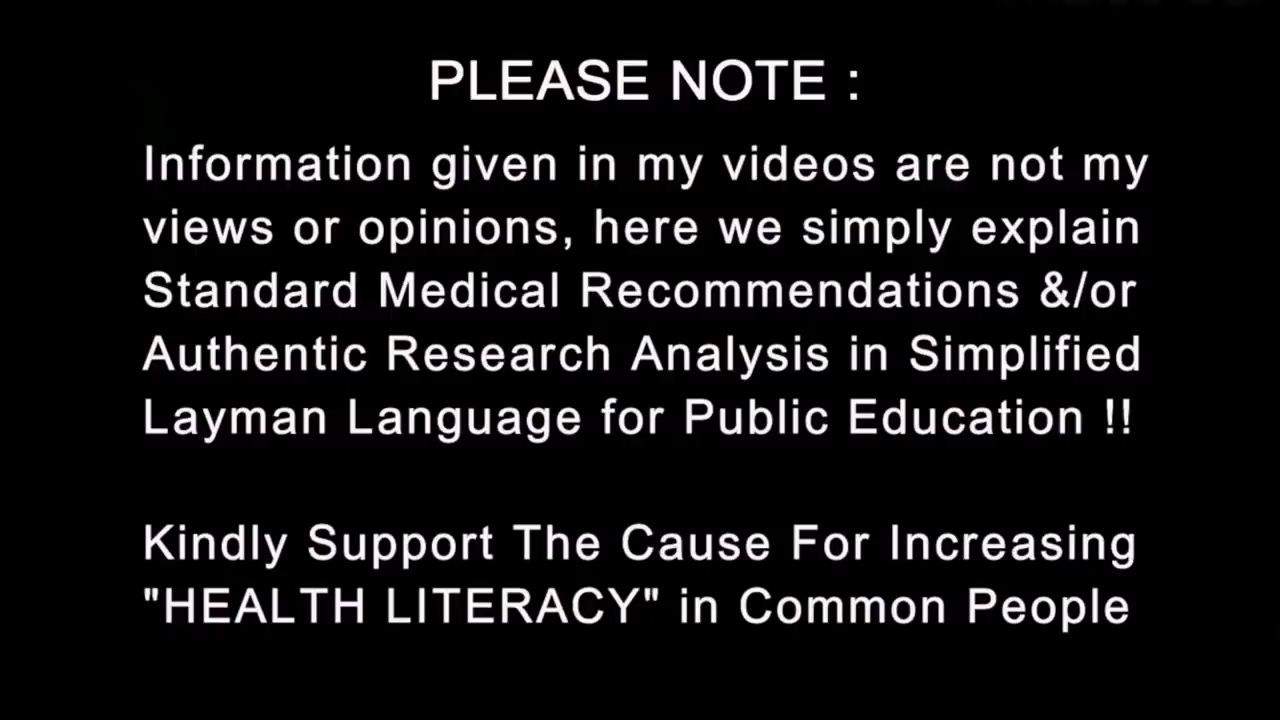 PLEASE NOTE :
Information given in my videos are not my
views or opinions, here we simply explain
Standard Medical Recommendations &/or
Authentic Research Analysis in Simplified
Layman Language for Public Education !!
Kindly Support The Cause For Increasing
"HEALTH LITERACY" in Common People